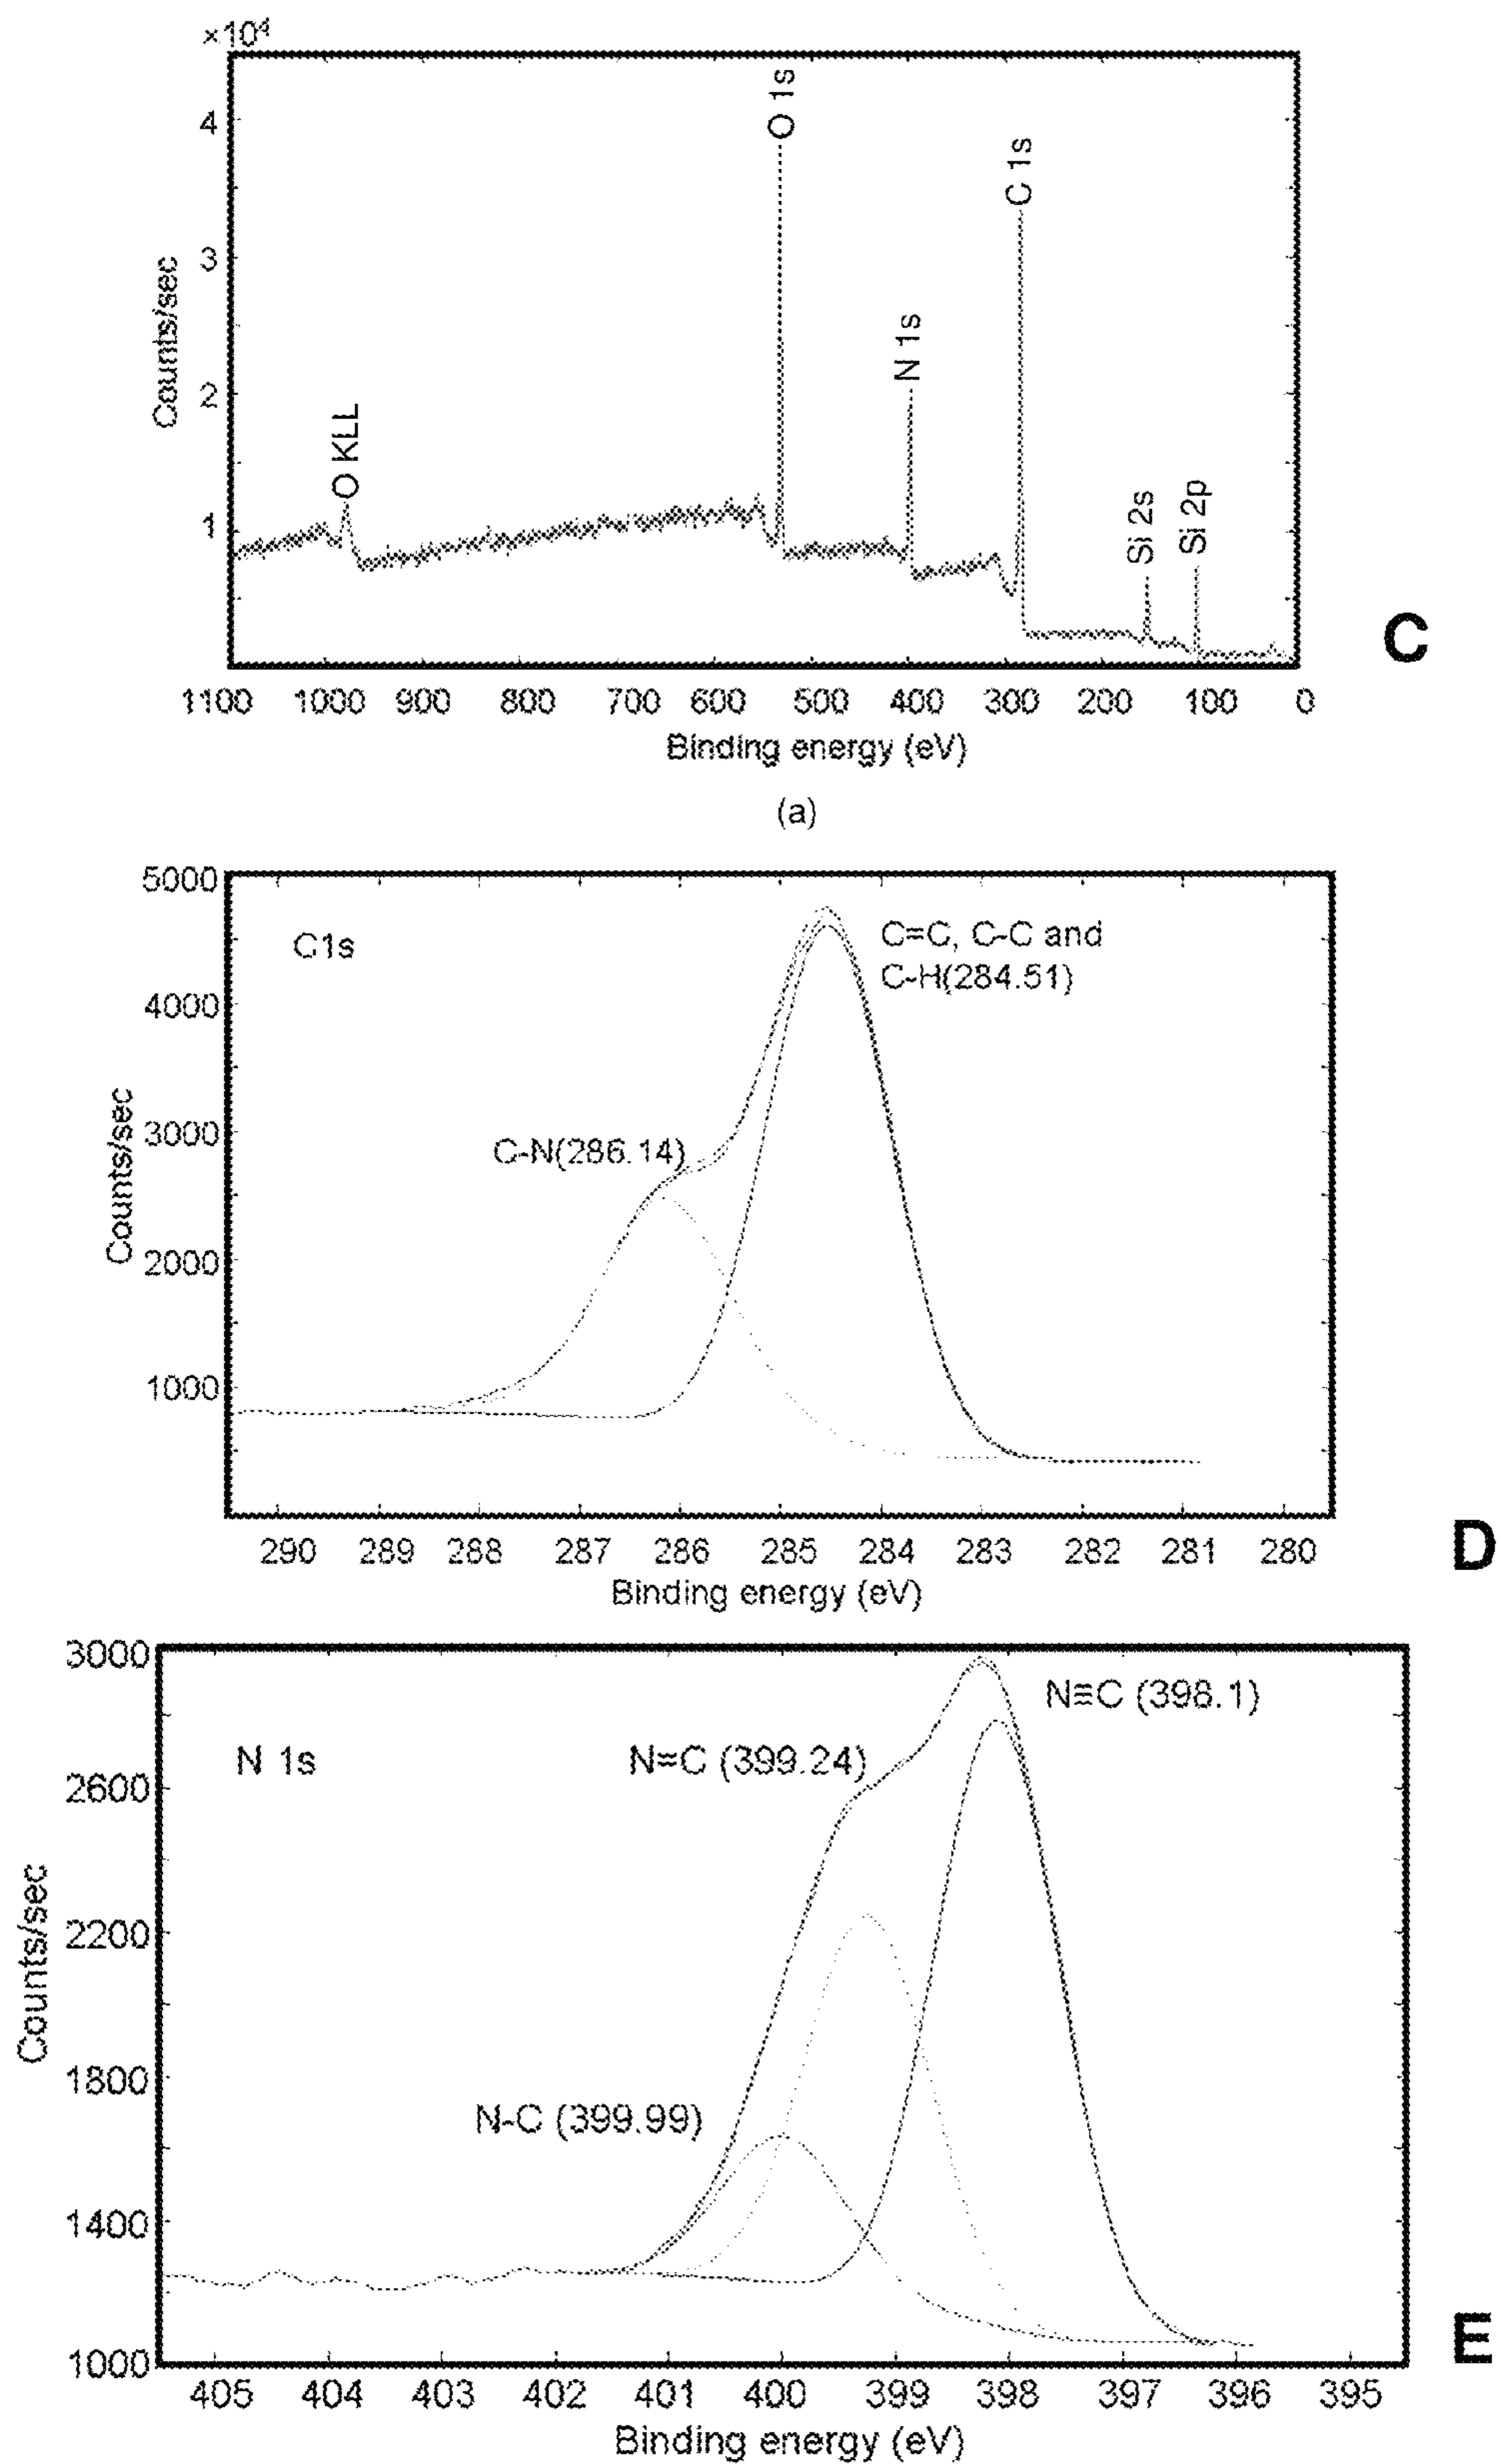 ×10⁴
4
3
2
1
Counts/sec
O KLL
O 1s
N 1s
C 1s
Si 2s
Si 2p
1100 1000 900 800 700 600 500 400 300 200 100 0
Binding energy (eV)
C
(a)
5000
4000
3000
2000
1000
Counts/sec
C1s
C=C, C-C and
C-H(284.51)
C-N(286.14)
290 289 288 287 286 285 284 283 282 281 280
Binding energy (eV)
D
3000
2600
2200
1800
1400
1000
Counts/sec
N 1s
N≡C (398.1)
N=C (399.24)
N-C (399.99)
405 404 403 402 401 400 399 398 397 396 395
Binding energy (eV)
E